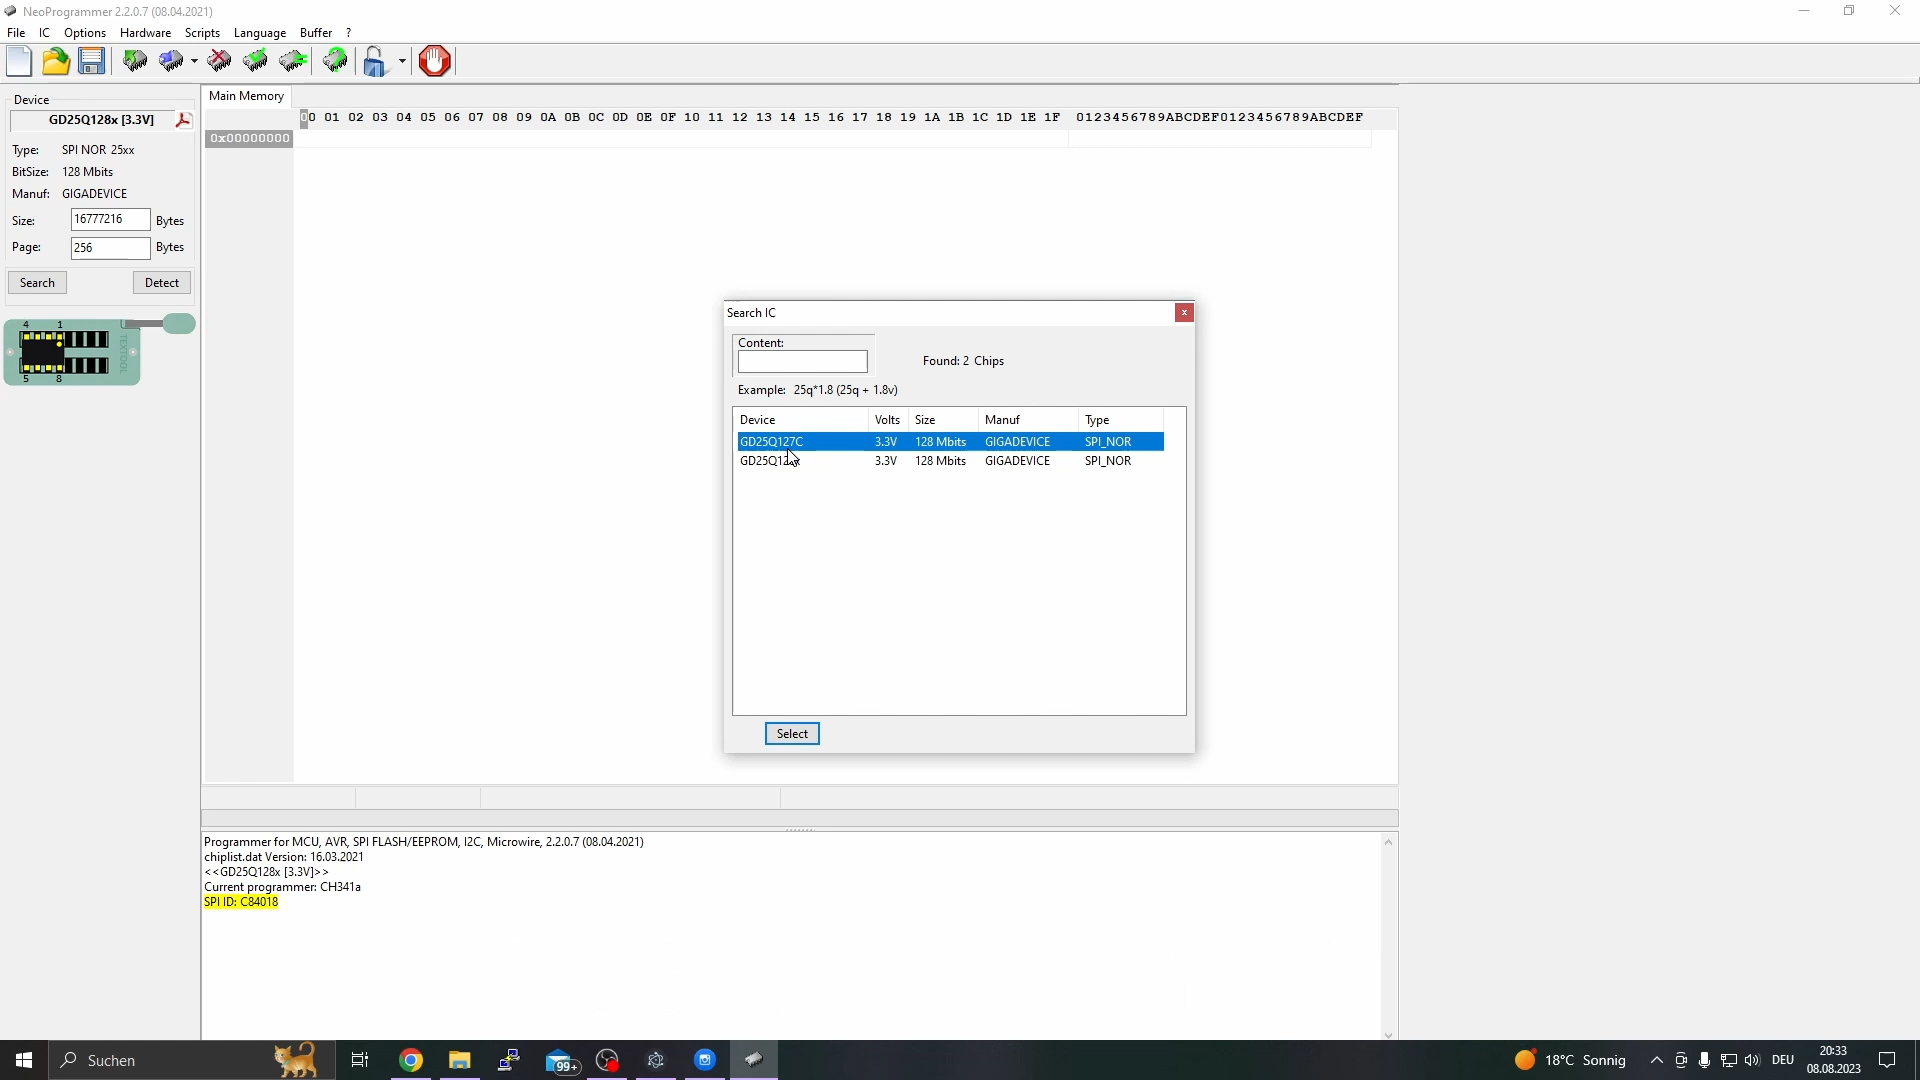 NeoProgrammer 2.2.0.7 (08.04.2021)
File IC Options Hardware Scripts Language Buffer ?
Device
GD25Q128x [3.3V]
Type: SPI NOR 25xx
BitSize: 128 Mbits
Manuf: GIGADEVICE
Size: 16777216 Bytes
Page: 256 Bytes
Search Detect
4 1
TEXTOOL
5 8
Main Memory
00 01 02 03 04 05 06 07 08 09 0A 0B 0C 0D 0E 0F 10 11 12 13 14 15 16 17 18 19 1A 1B 1C 1D 1E 1F 0123456789ABCDEF0123456789ABCDEF
0x00000000
Search IC
Content:
Found: 2 Chips
Example: 25q*1.8 (25q + 1.8v)
Device Volts Size Manuf Type
GD25Q127C 3.3V 128 Mbits GIGADEVICE SPI_NOR
3.3V 128 Mbits GIGADEVICE SPI_NOR
Select
Programmer for MCU, AVR, SPI FLASH/EEPROM, I2C, Microwire, 2.2.0.7 (08.04.2021)
chiplist.dat Version: 16.03.2021
<<GD25Q128x [3.3V]>>
Current programmer: CH341a
SPI ID: C84018
Suchen
99+
18°C Sonnig
DEU
20:33
08.08.2023